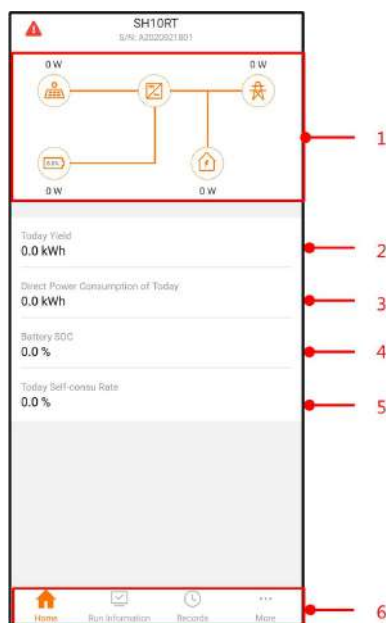 SH10RT
S/N: A2020921801
0 W
0 W
0.0%
0 W
0 W
1
Today Yield
0.0 kWh
2
Direct Power Consumption of Today
0.0 kWh
3
Battery SOC
0.0 %
4
Today Self-consu Rate
0.0 %
5
Home
Run Information
Records
More
6